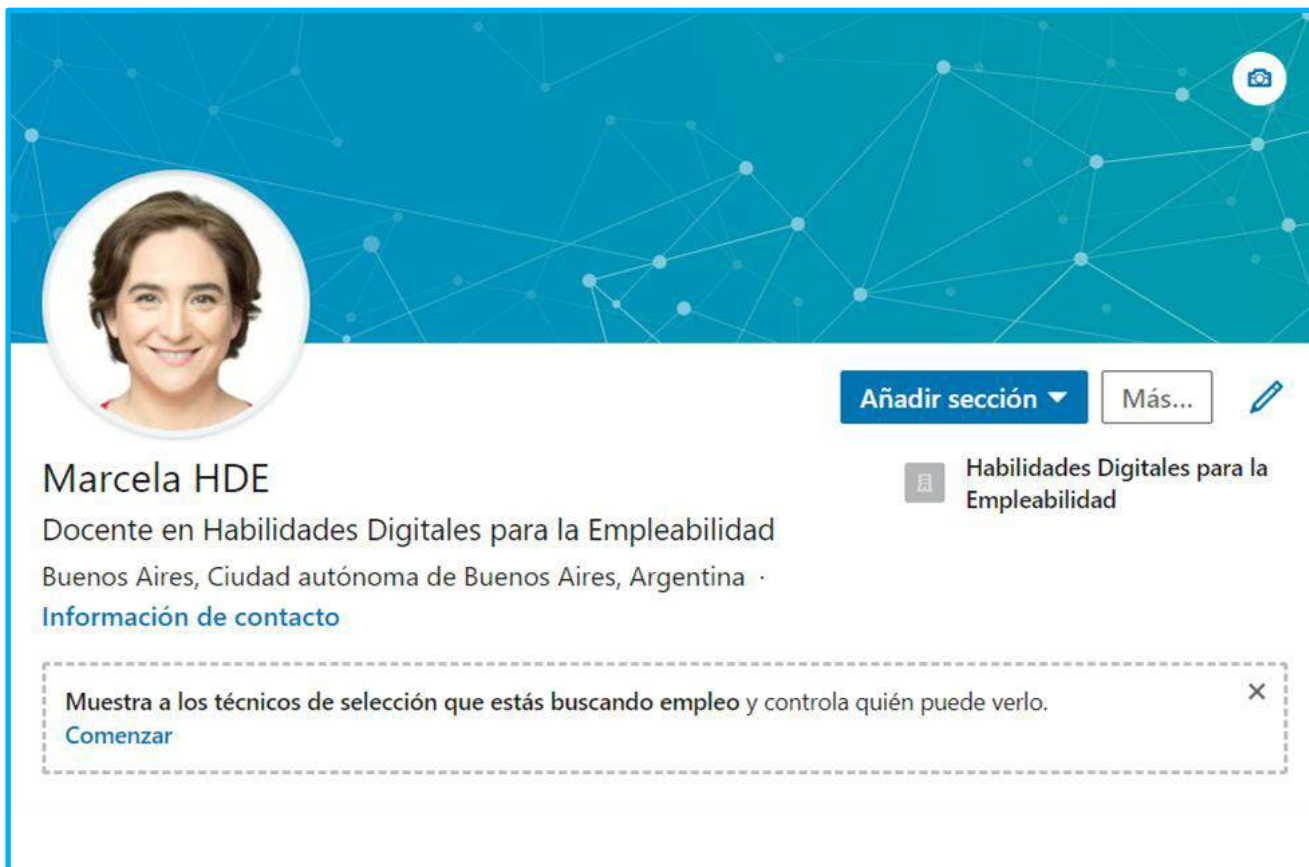 Añadir sección
Más...
Marcela HDE
Habilidades Digitales para la
Empleabilidad
Docente en Habilidades Digitales para la Empleabilidad
Buenos Aires, Ciudad autónoma de Buenos Aires, Argentina ·
Información de contacto
Muestra a los técnicos de selección que estás buscando empleo y controla quién puede verlo.
Comenzar